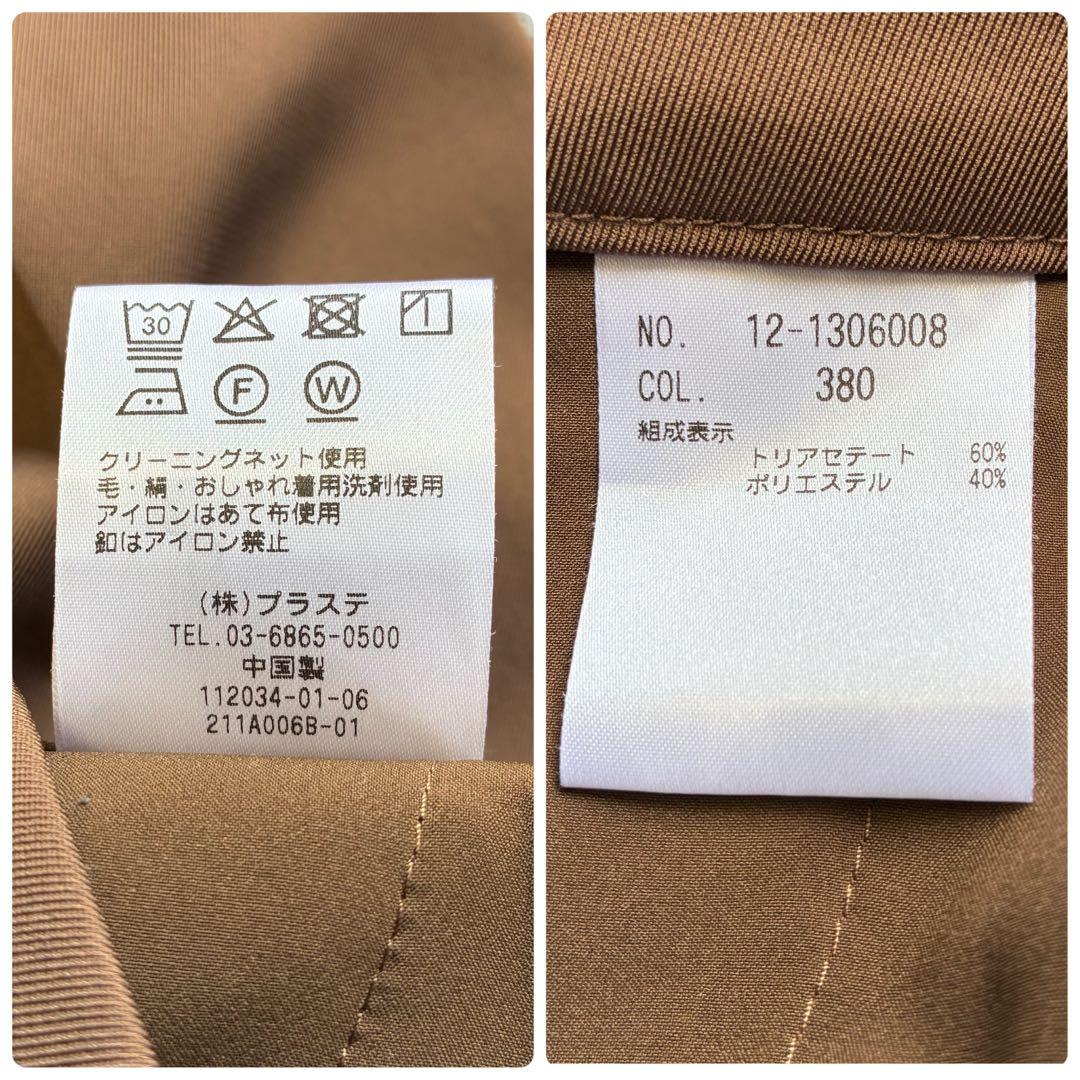 30
F W
クリーニングネット使用
毛・絹・おしゃれ着用洗剤使用
アイロンはあて布使用
釦はアイロン禁止
(株)プラステ
TEL.03-6865-0500
中国製
112034-01-06
211A006B-01
NO. 12-1306008
COL. 380
組成表示
トリアセテート 60%
ポリエステル 40%